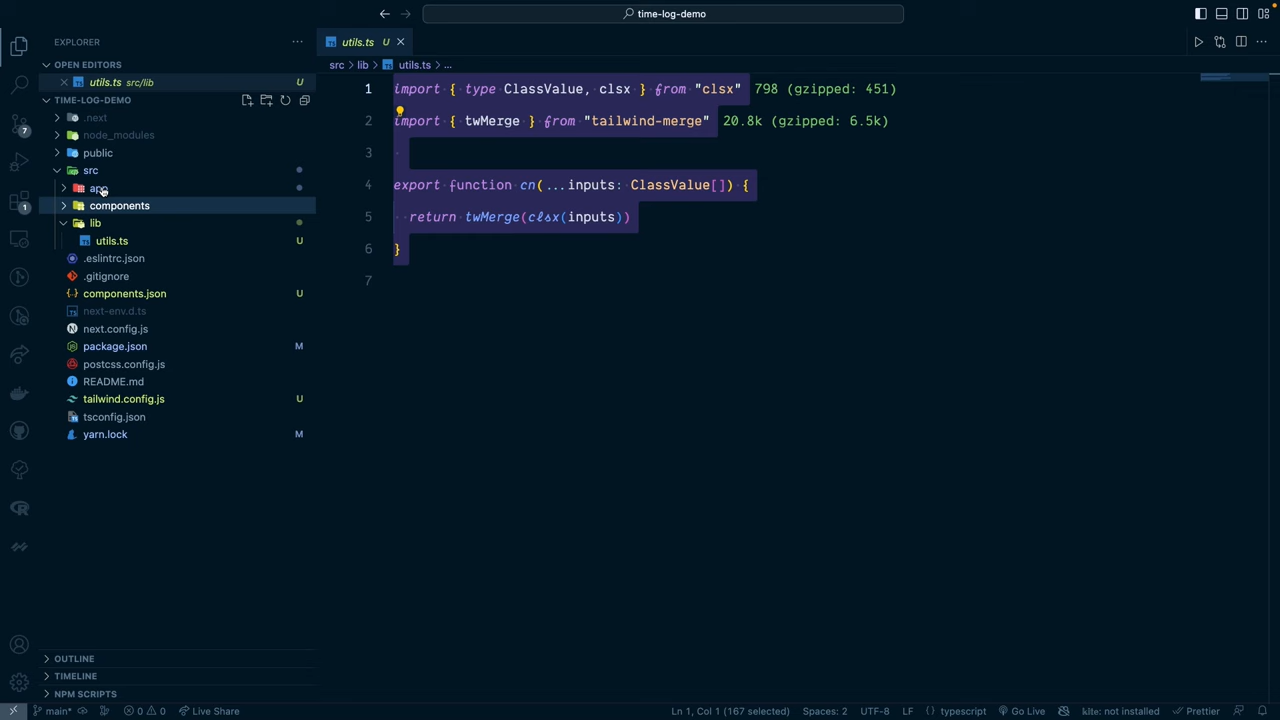 time-log-demo
EXPLORER
utils.ts U
OPEN EDITORS
src lib utils.ts ...
utils.ts src/lib U
TIME-LOG-DEMO
.next
node_modules
public
src
app
components
lib
utils.ts U
.eslintrc.json
.gitignore
components.json U
next-env.d.ts
next.config.js
package.json M
postcss.config.js
README.md
tailwind.config.js U
tsconfig.json
yarn.lock M
1 import { type ClassValue, clsx } from "clsx" 798 (gzipped: 451)
2 import { twMerge } from "tailwind-merge" 20.8k (gzipped: 6.5k)
3
4 export function cn(...inputs: ClassValue[]) {
5 return twMerge(clsx(inputs))
6 }
7
7
1
OUTLINE
TIMELINE
NPM SCRIPTS
main* 0 0 Live Share Ln 1, Col 1 (167 selected) Spaces: 2 UTF-8 LF {} typescript Go Live kite: not installed Prettier